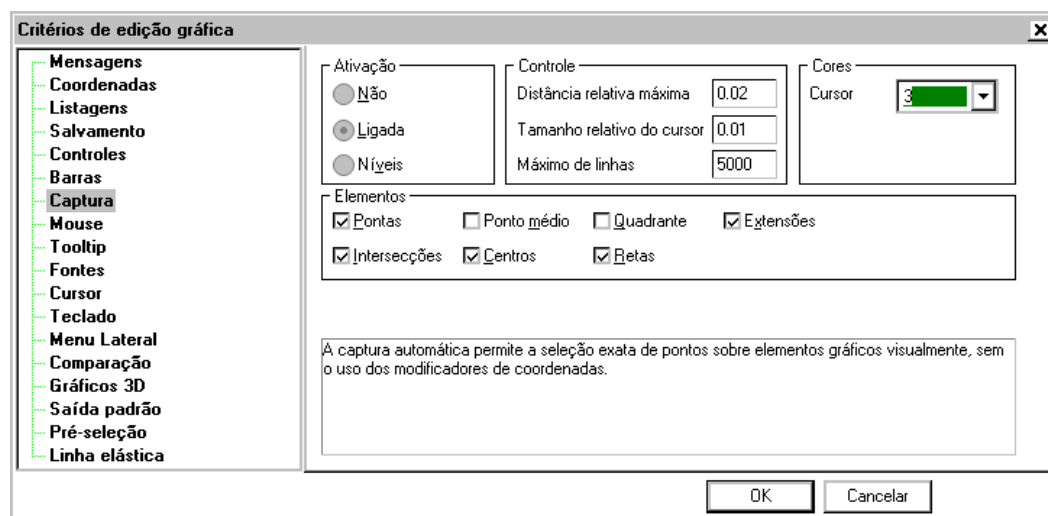 Critérios de edição gráfica
Mensagens
Coordenadas
Listagens
Salvamento
Controles
Barras
Captura
Mouse
Tooltip
Fontes
Cursor
Teclado
Menu Lateral
Comparação
Gráficos 3D
Saída padrão
Pré-seleção
Linha elástica
Ativação
Não
Ligada
Níveis
Controle
Distância relativa máxima 0.02
Tamanho relativo do cursor 0.01
Máximo de linhas 5000
Cores
Cursor 3
Elementos
Pontas Ponto médio Quadrante Extensões
Intersecções Centros Retas
A captura automática permite a seleção exata de pontos sobre elementos gráficos visualmente, sem
o uso dos modificadores de coordenadas.
OK Cancelar